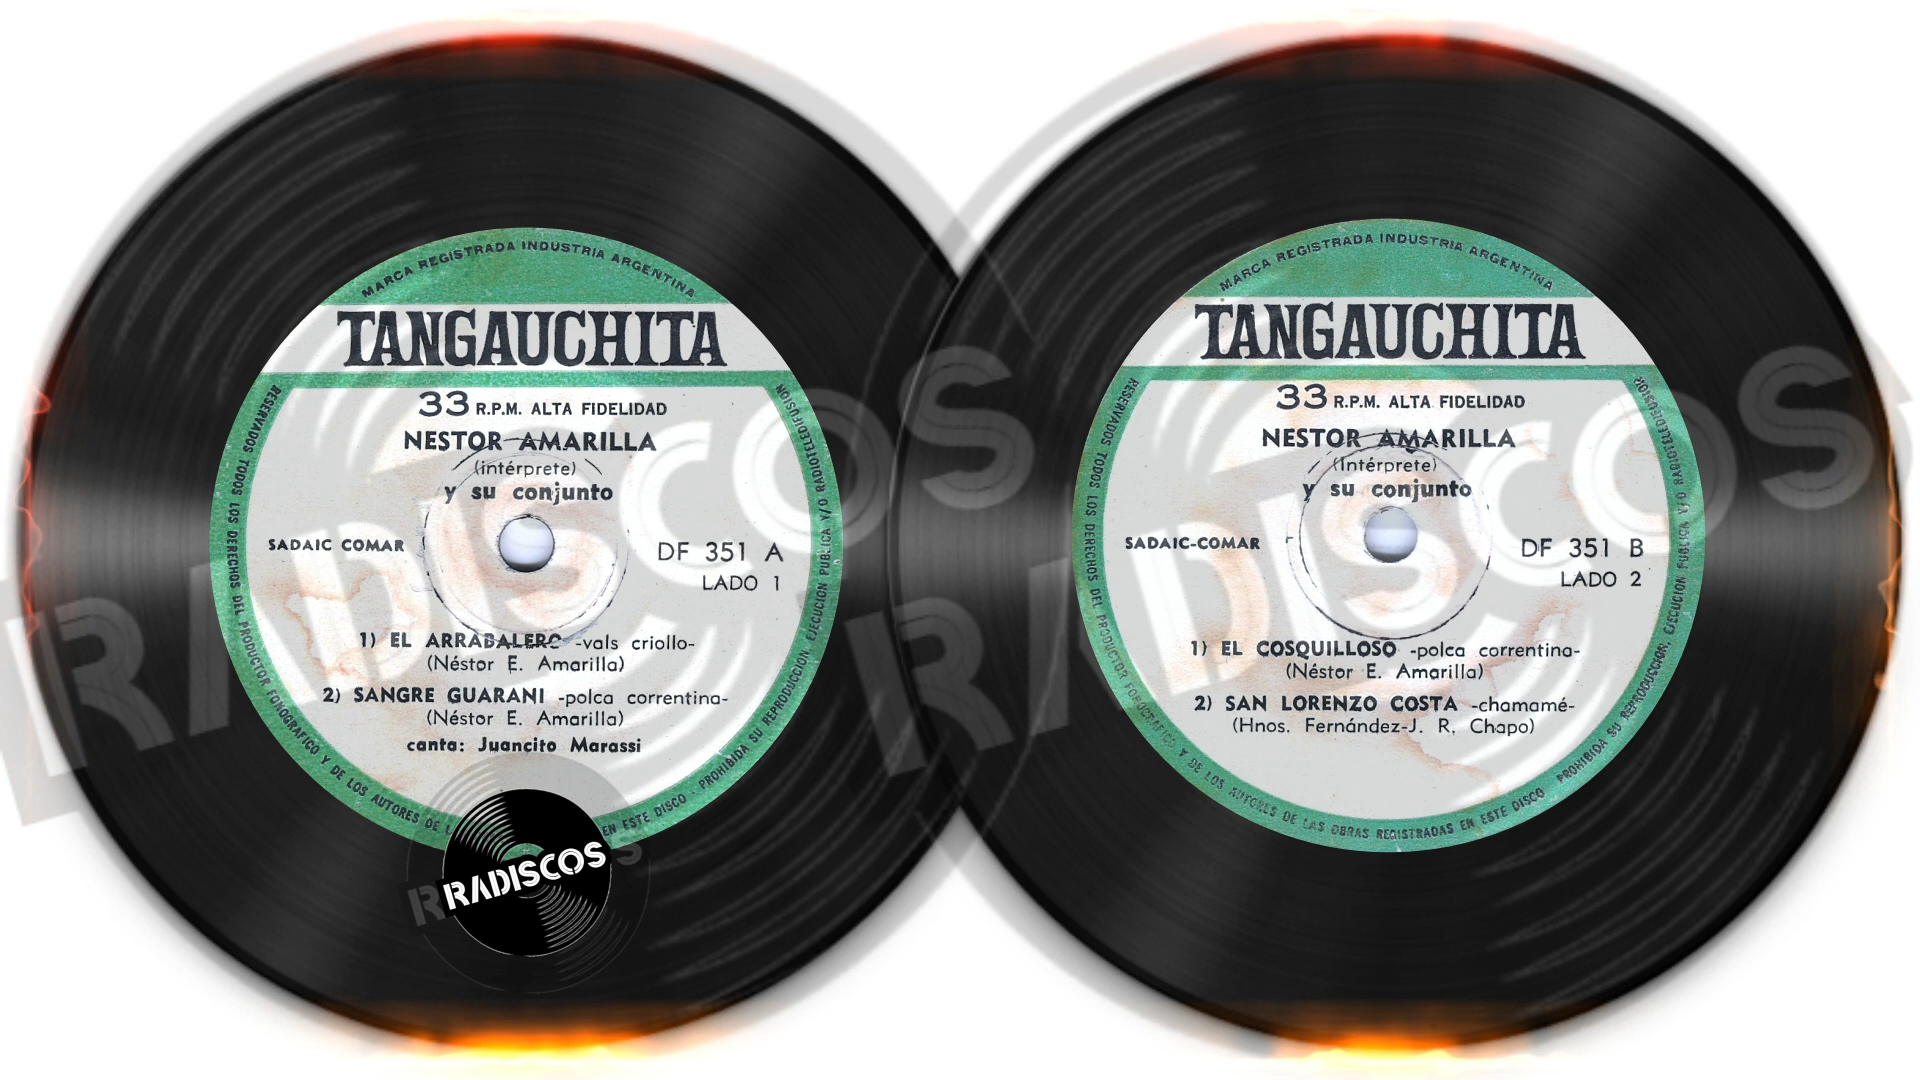 MARCA REGISTRADA INDUSTRIA ARGENTINA
TANGAUCHITA
33 R.P.M. ALTA FIDELIDAD
NESTOR AMARILLA
(intérprete)
y su conjunto
SADAIC COMAR
DF 351 A
LADO 1
1) EL ARRABALERO -vals criollo-
(Néstor E. Amarilla)
2) SANGRE GUARANI -polca correntina-
(Néstor E. Amarilla)
canta: Juancito Marassi
RESERVADOS TODOS LOS DERECHOS DEL PRODUCTOR FONOGRAFICO Y DE LOS AUTORES DE L
EN ESTE DISCO - PROHIBIDA SU REPRODUCCION, EJECUCION PUBLICA Y/O RADIOTELEDIFUSION
RADISCOS
MARCA REGISTRADA INDUSTRIA ARGENTINA
TANGAUCHITA
33 R.P.M. ALTA FIDELIDAD
NESTOR AMARILLA
(Intérprete)
y su conjunto
SADAIC-COMAR
DF 351 B
LADO 2
1) EL COSQUILLOSO -polca correntina-
(Néstor E. Amarilla)
2) SAN LORENZO COSTA -chamamé-
(Hnos. Fernández-J. R. Chapo)
RESERVADOS TODOS LOS DERECHOS DEL PRODUCTOR FONOGRAFICO Y DE LOS AUTORES DE LAS OBRAS REGISTRADAS EN ESTE DISCO
PROHIBIDA SU REPRODUCCION, EJECUCION PUBLICA Y/O RADIOTELEDIFUSION
RADISCOS
RADISCOS